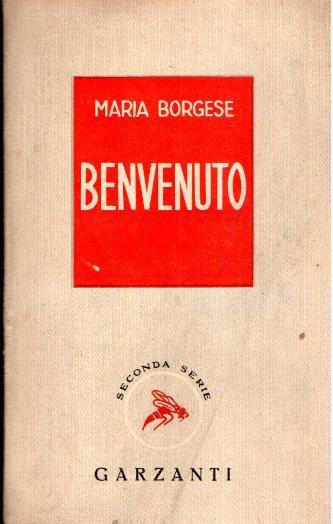 MARIA BORGESE
BENVENUTO
SECONDA SERIE
GARZANTI